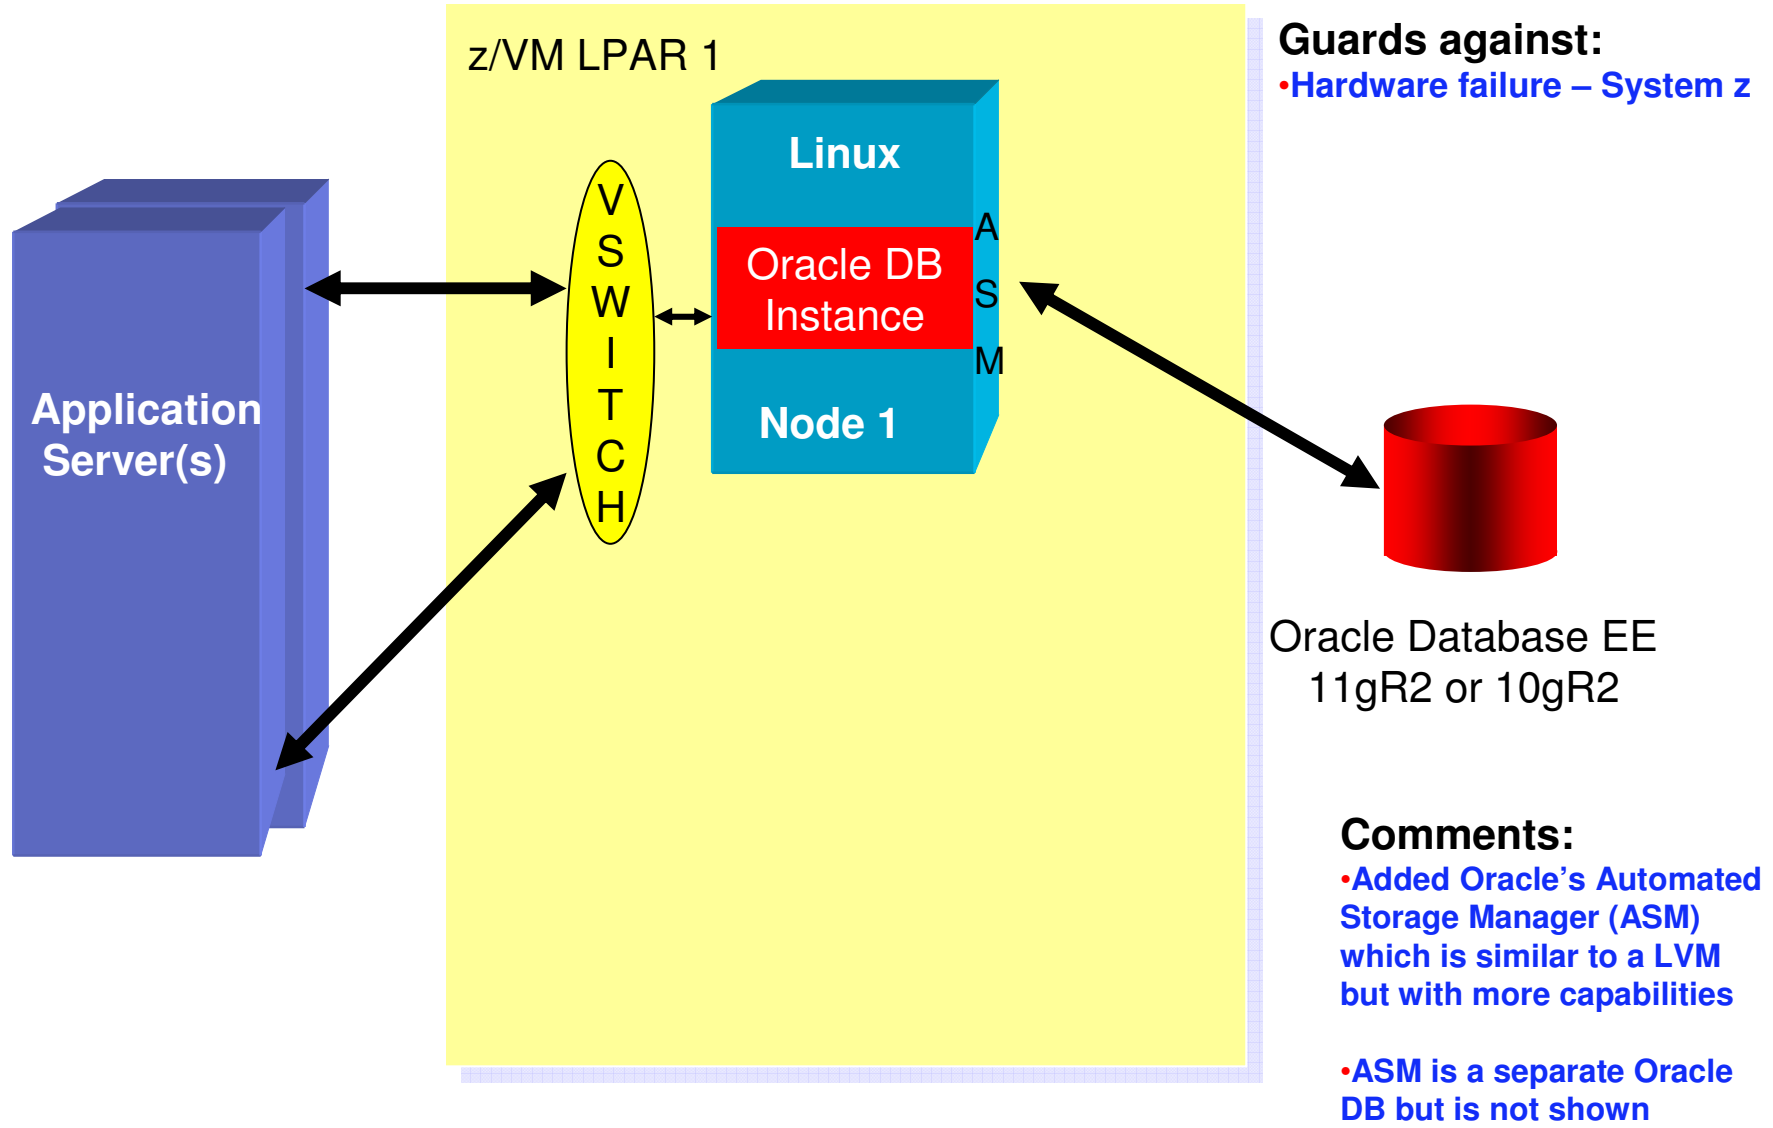 z/VM LPAR 1
Guards against:
•Hardware failure – System z
Linux
Oracle DB
Instance
Node 1
A
S
M
V
S
W
I
T
C
H
Application
Server(s)
Oracle Database EE
11gR2 or 10gR2
Comments:
•Added Oracle’s Automated
Storage Manager (ASM)
which is similar to a LVM
but with more capabilities
•ASM is a separate Oracle
DB but is not shown